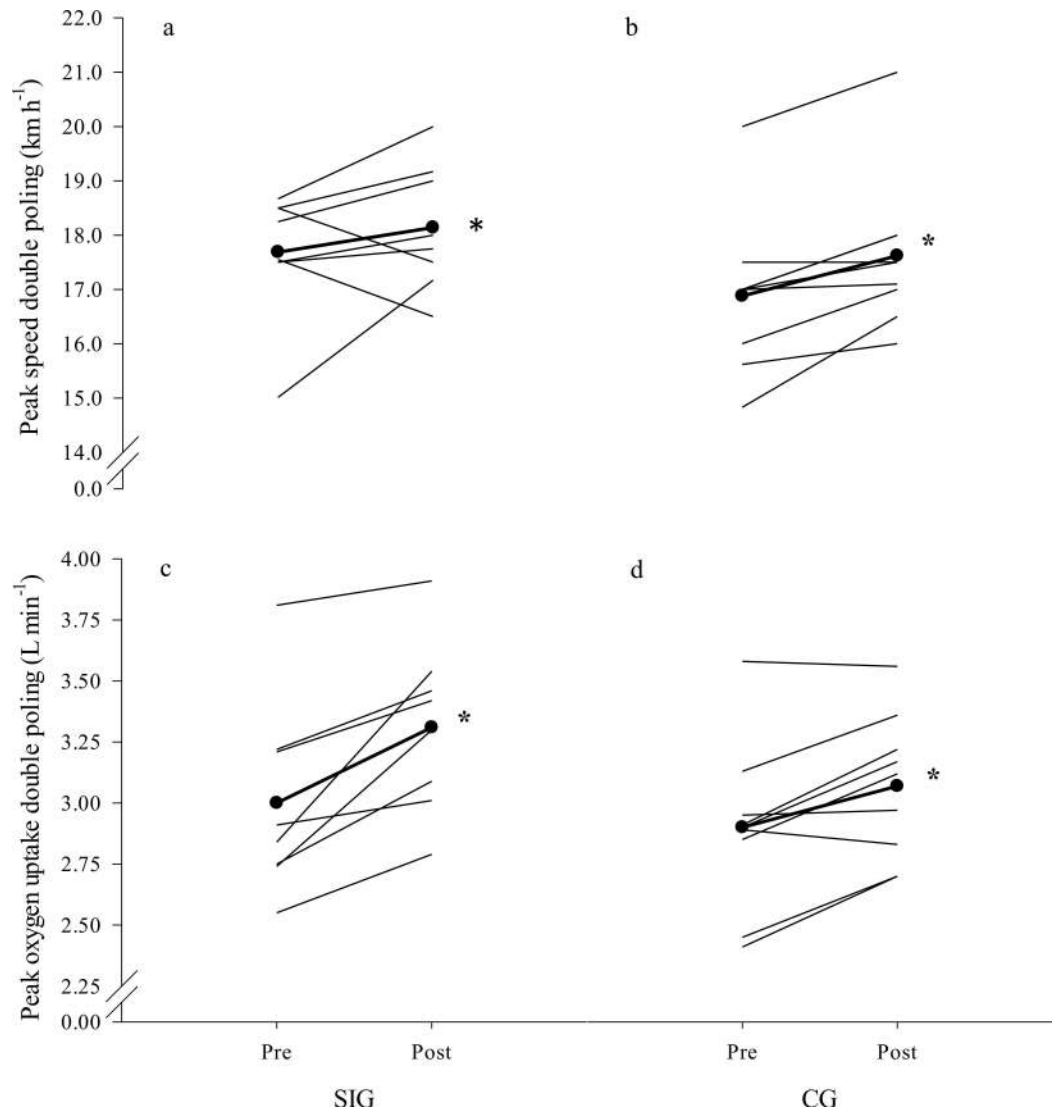 a
b
Peak speed double poling (km h⁻¹)
22.0
21.0
20.0
19.0
18.0
17.0
16.0
15.0
14.0
0.0
*
*
c
d
Peak oxygen uptake double poling (L min⁻¹)
4.00
3.75
3.50
3.25
3.00
2.75
2.50
2.25
0.00
*
*
Pre Post Pre Post
SIG CG